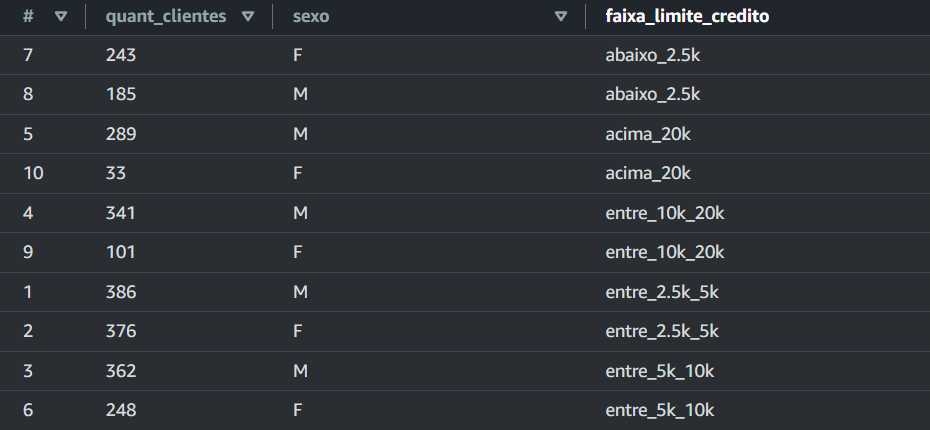 # quant_clientes sexo faixa_limite_credito
7 243 F abaixo_2.5k
8 185 M abaixo_2.5k
5 289 M acima_20k
10 33 F acima_20k
4 341 M entre_10k_20k
9 101 F entre_10k_20k
1 386 M entre_2.5k_5k
2 376 F entre_2.5k_5k
3 362 M entre_5k_10k
6 248 F entre_5k_10k